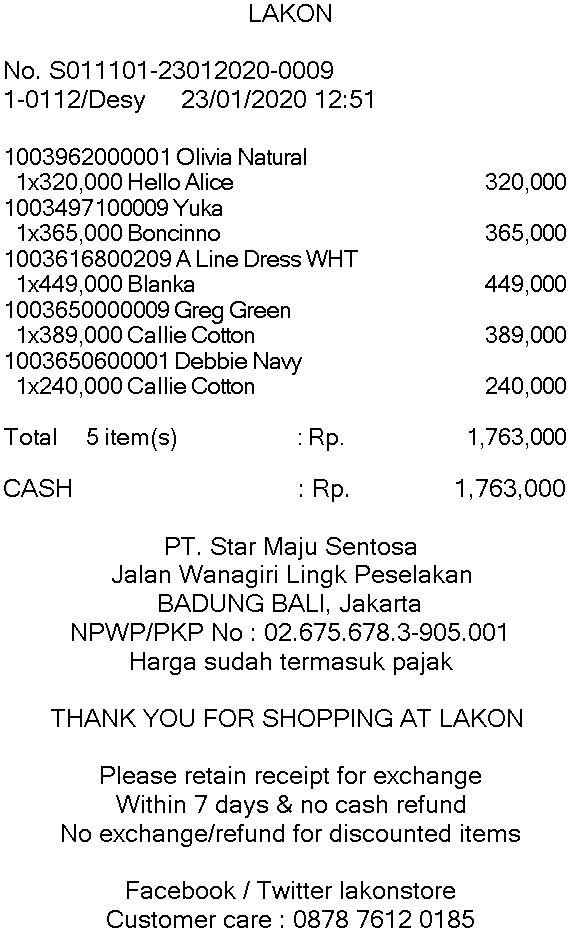 LAKON
No. S011101-23012020-0009
1-0112/Desy 23/01/2020 12:51
1003962000001 Olivia Natural
1x320,000 Hello Alice 320,000
1003497100009 Yuka
1x365,000 Boncinno 365,000
1003616800209 A Line Dress WHT
1x449,000 Blanka 449,000
1003650000009 Greg Green
1x389,000 Callie Cotton 389,000
1003650600001 Debbie Navy
1x240,000 Callie Cotton 240,000
Total 5 item(s) : Rp. 1,763,000
CASH : Rp. 1,763,000
PT. Star Maju Sentosa
Jalan Wanagiri Lingk Peselakan
BADUNG BALI, Jakarta
NPWP/PKP No : 02.675.678.3-905.001
Harga sudah termasuk pajak
THANK YOU FOR SHOPPING AT LAKON
Please retain receipt for exchange
Within 7 days & no cash refund
No exchange/refund for discounted items
Facebook / Twitter lakonstore
Customer care : 0878 7612 0185